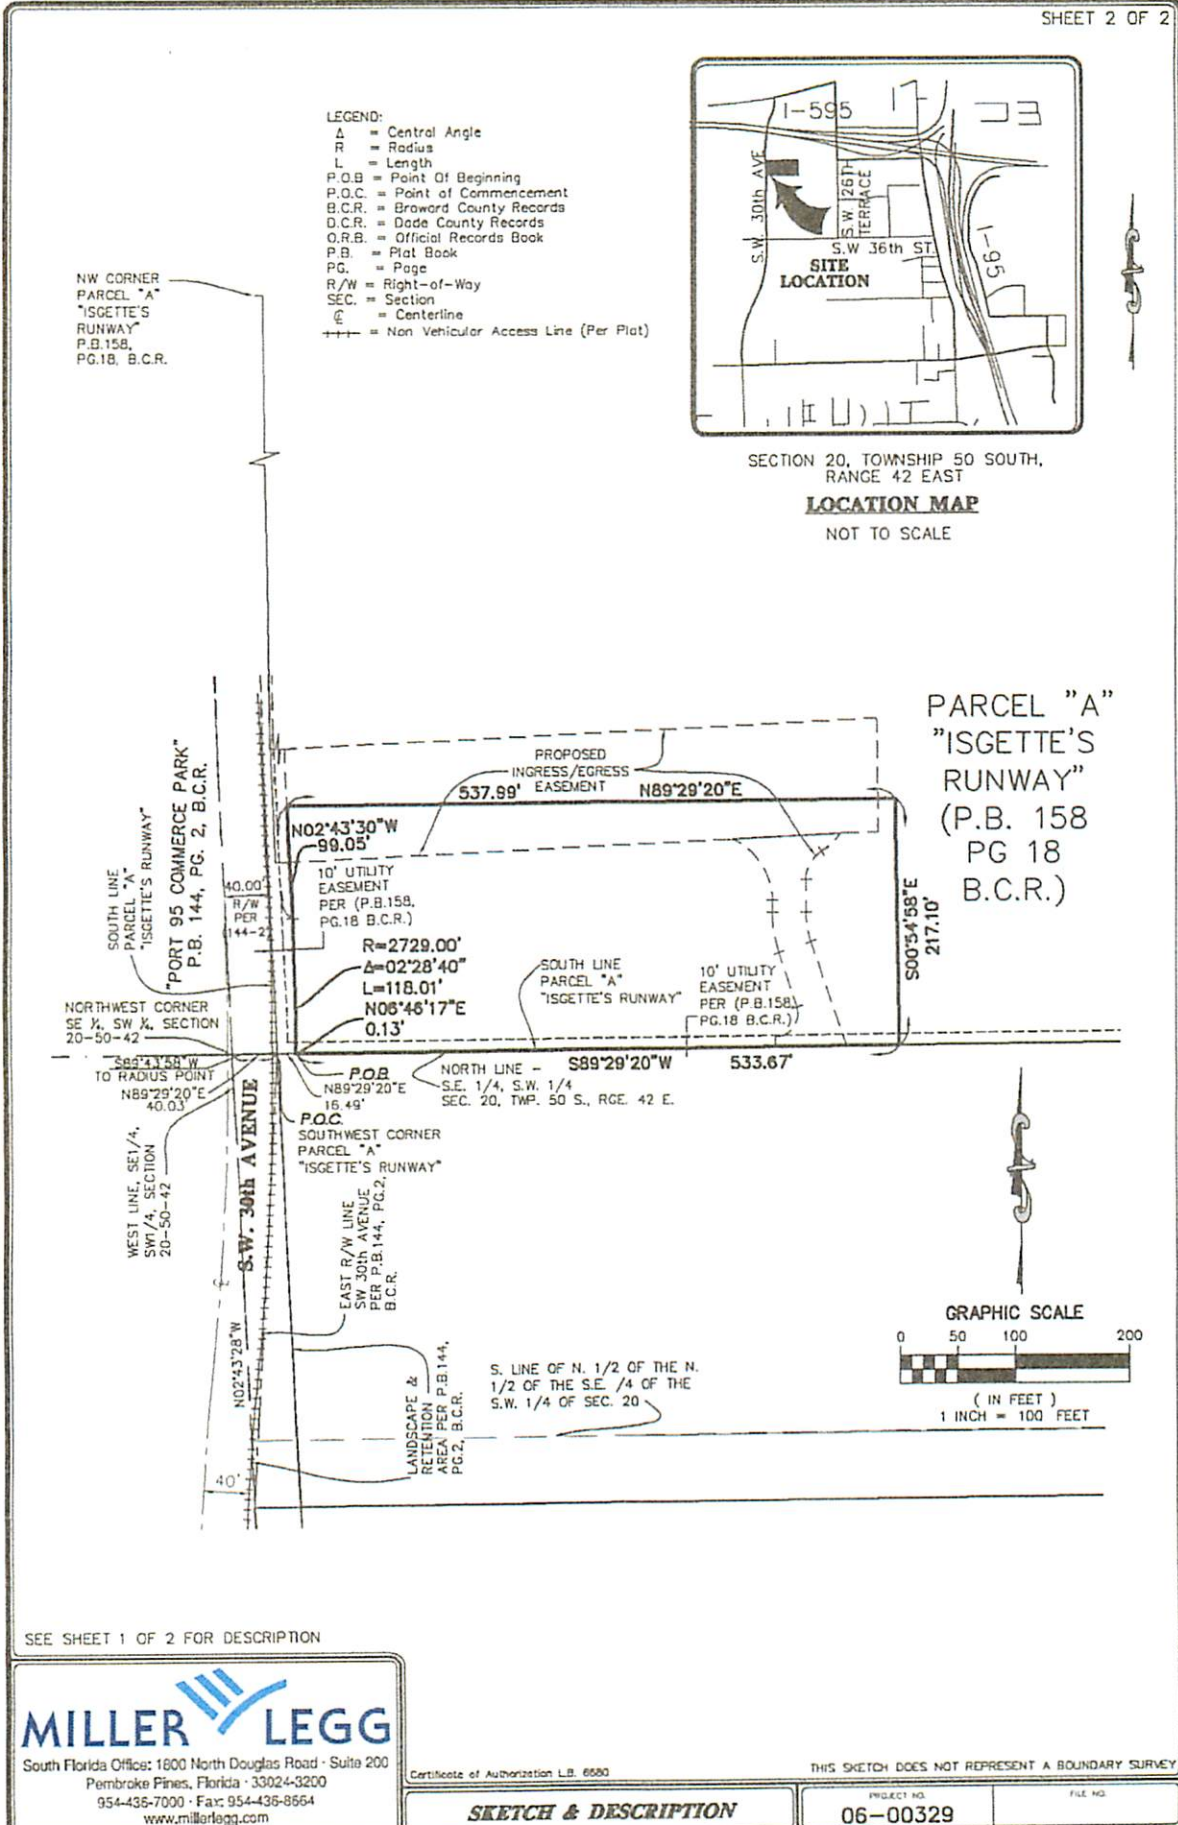 SHEET 2 OF 2
LEGEND:
Δ = Central Angle
R = Radius
L = Length
P.O.B = Point Of Beginning
P.O.C. = Point of Commencement
B.C.R. = Broward County Records
D.C.R. = Dade County Records
O.R.B. = Official Records Book
P.B. = Plat Book
PG. = Page
R/W = Right-of-Way
SEC. = Section
℄ = Centerline
= Non Vehicular Access Line (Per Plat)
I-595
S.W. 30th AVE
S.W. 26TH
TERRACE
S.W 36th ST.
I-95
SITE
LOCATION
SECTION 20, TOWNSHIP 50 SOUTH,
RANGE 42 EAST
LOCATION MAP
NOT TO SCALE
NW CORNER
PARCEL "A"
"ISGETTE'S
RUNWAY"
P.B.158,
PG.18, B.C.R.
PARCEL "A"
"ISGETTE'S
RUNWAY"
(P.B. 158
PG 18
B.C.R.)
PROPOSED
INGRESS/EGRESS
EASEMENT
537.99' N89°29'20"E
N02°43'30"W
99.05'
10' UTILITY
EASEMENT
PER (P.B.158,
PG.18 B.C.R.)
"PORT 95 COMMERCE PARK"
P.B. 144, PG. 2, B.C.R.
SOUTH LINE
PARCEL "A"
"ISGETTE'S RUNWAY"
40.00'
R/W
PER
(144-2)
R=2729.00'
Δ=02°28'40"
L=118.01'
N06°46'17"E
0.13'
SOUTH LINE
PARCEL "A"
"ISGETTE'S RUNWAY"
10' UTILITY
EASEMENT
PER (P.B.158,
PG.18 B.C.R.)
S00°54'58"E
217.10'
NORTHWEST CORNER
SE ¼, SW ¼, SECTION
20-50-42
S89°43'58"W
TO RADIUS POINT
N89°29'20"E
40.03'
P.O.B.
N89°29'20"E
16.49'
NORTH LINE -
S.E. 1/4, S.W. 1/4
SEC. 20, TWP. 50 S., RGE. 42 E.
S89°29'20"W 533.67'
P.O.C.
SOUTHWEST CORNER
PARCEL "A"
"ISGETTE'S RUNWAY"
WEST LINE, SE1/4,
SW1/4, SECTION
20-50-42
S.W. 30th AVENUE
EAST R/W LINE
SW 30th AVENUE
PER P.B.144, PG.2,
B.C.R.
℄
N02°43'28"W
40'
LANDSCAPE &
RETENTION
AREA PER P.B.144,
PG.2, B.C.R.
S. LINE OF N. 1/2 OF THE N.
1/2 OF THE S.E. /4 OF THE
S.W. 1/4 OF SEC. 20
GRAPHIC SCALE
0 50 100 200
( IN FEET )
1 INCH = 100 FEET
SEE SHEET 1 OF 2 FOR DESCRIPTION
MILLER LEGG
South Florida Office: 1800 North Douglas Road · Suite 200
Pembroke Pines, Florida · 33024-3200
954-436-7000 · Fax: 954-436-8664
www.millerlegg.com
Certificate of Authorization L.B. 6680
THIS SKETCH DOES NOT REPRESENT A BOUNDARY SURVEY
SKETCH & DESCRIPTION
PROJECT NO.
06-00329
FILE NO.